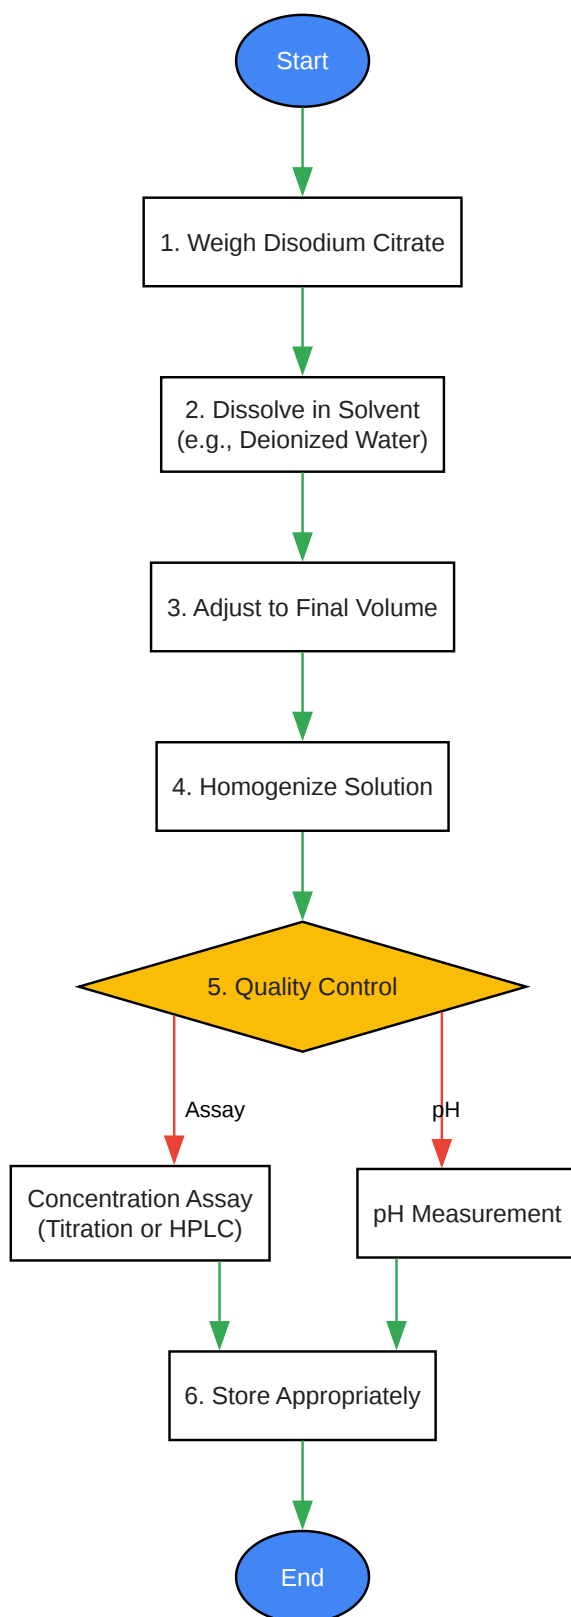 Start
1. Weigh Disodium Citrate
2. Dissolve in Solvent
(e.g., Deionized Water)
3. Adjust to Final Volume
4. Homogenize Solution
5. Quality Control
Assay
pH
Concentration Assay
(Titration or HPLC)
pH Measurement
6. Store Appropriately
End